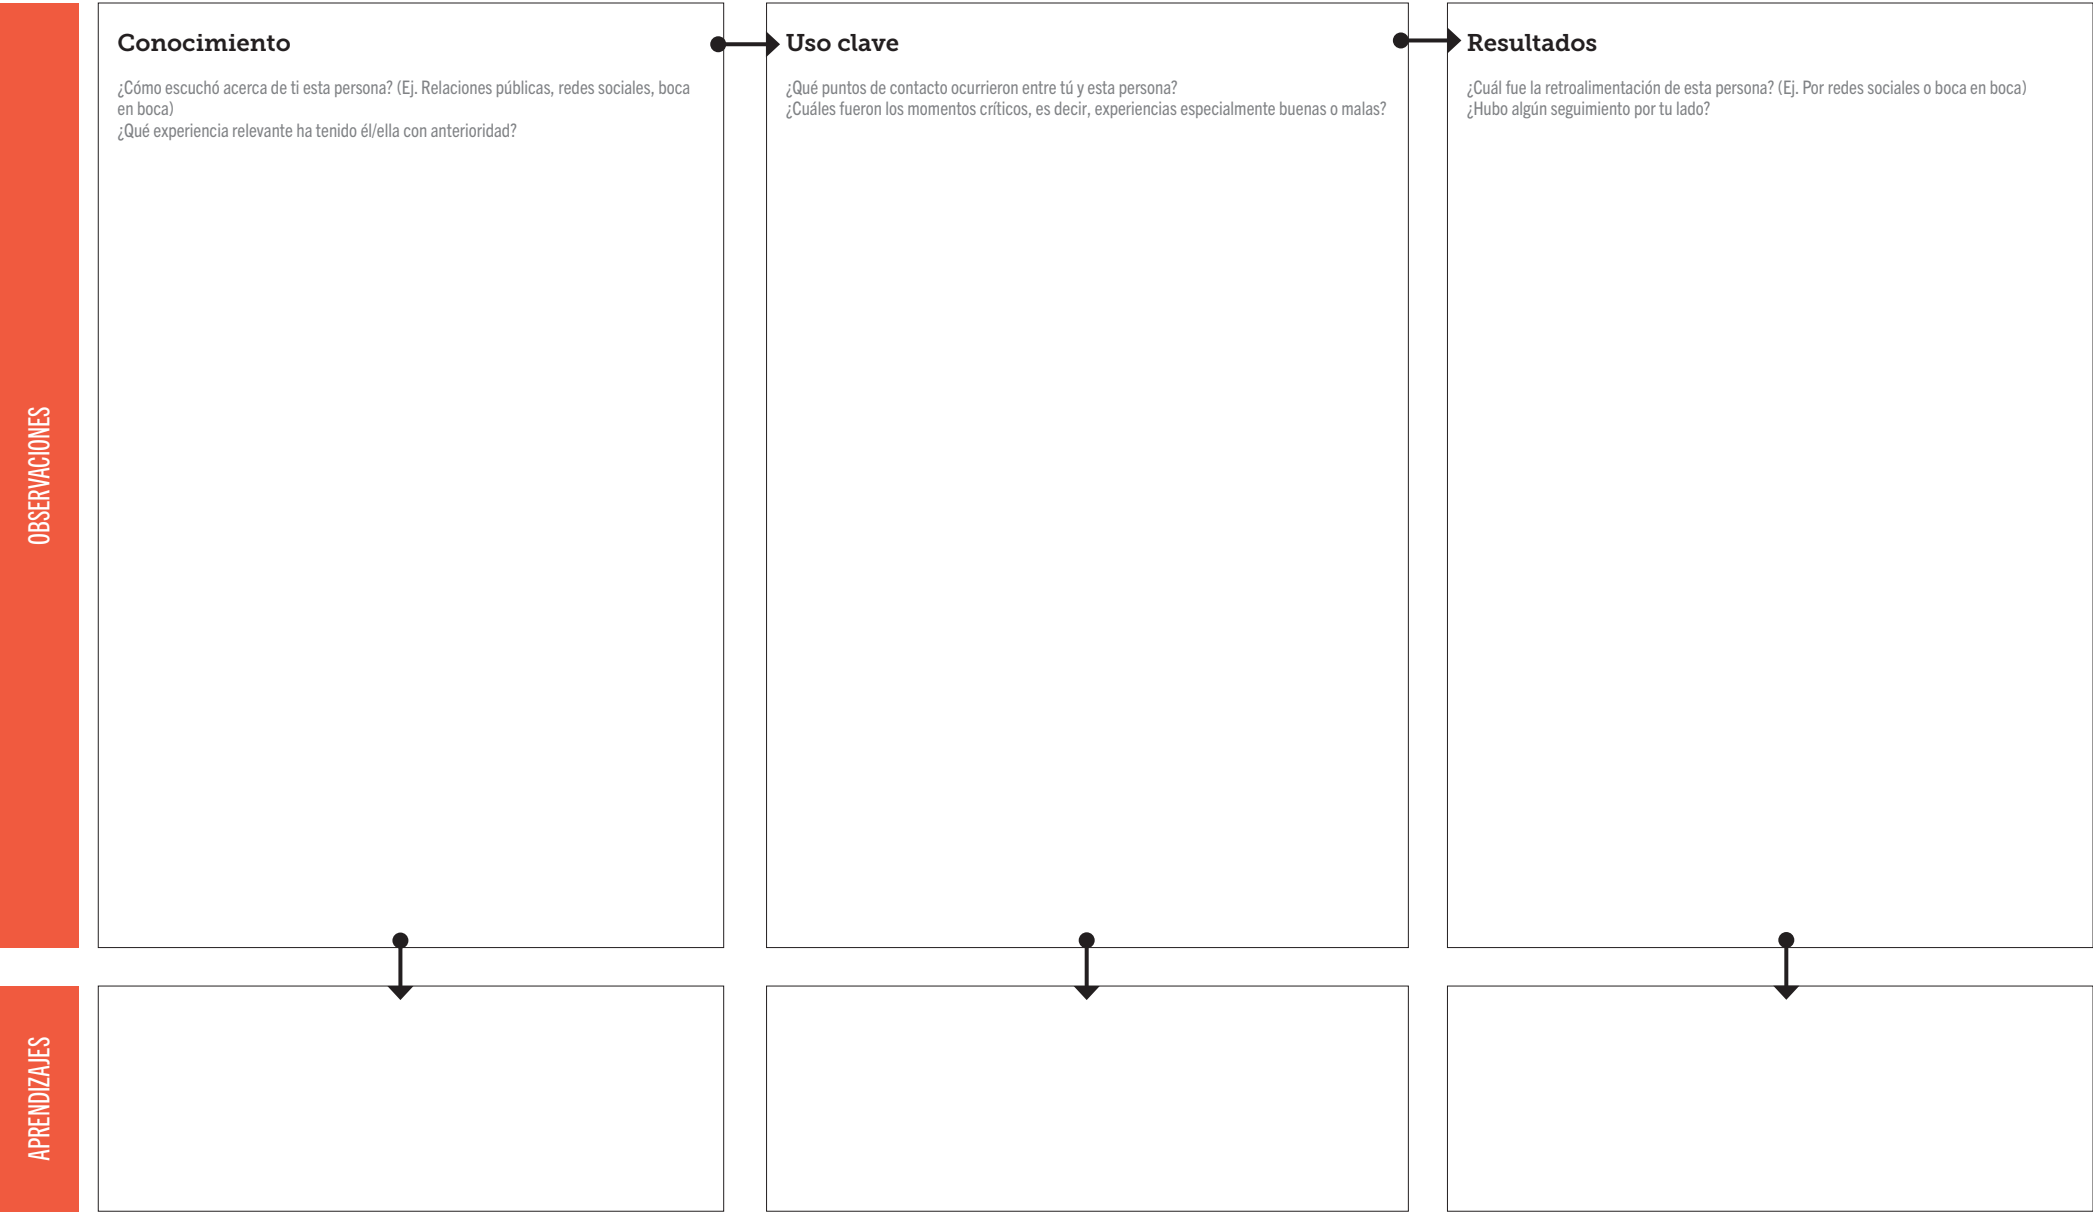 OBSERVACIONES
Conocimiento
¿Cómo escuchó acerca de ti esta persona? (Ej. Relaciones públicas, redes sociales, boca
en boca)
¿Qué experiencia relevante ha tenido él/ella con anterioridad?
Uso clave
¿Qué puntos de contacto ocurrieron entre tú y esta persona?
¿Cuáles fueron los momentos críticos, es decir, experiencias especialmente buenas o malas?
Resultados
¿Cuál fue la retroalimentación de esta persona? (Ej. Por redes sociales o boca en boca)
¿Hubo algún seguimiento por tu lado?
APRENDIZAJES